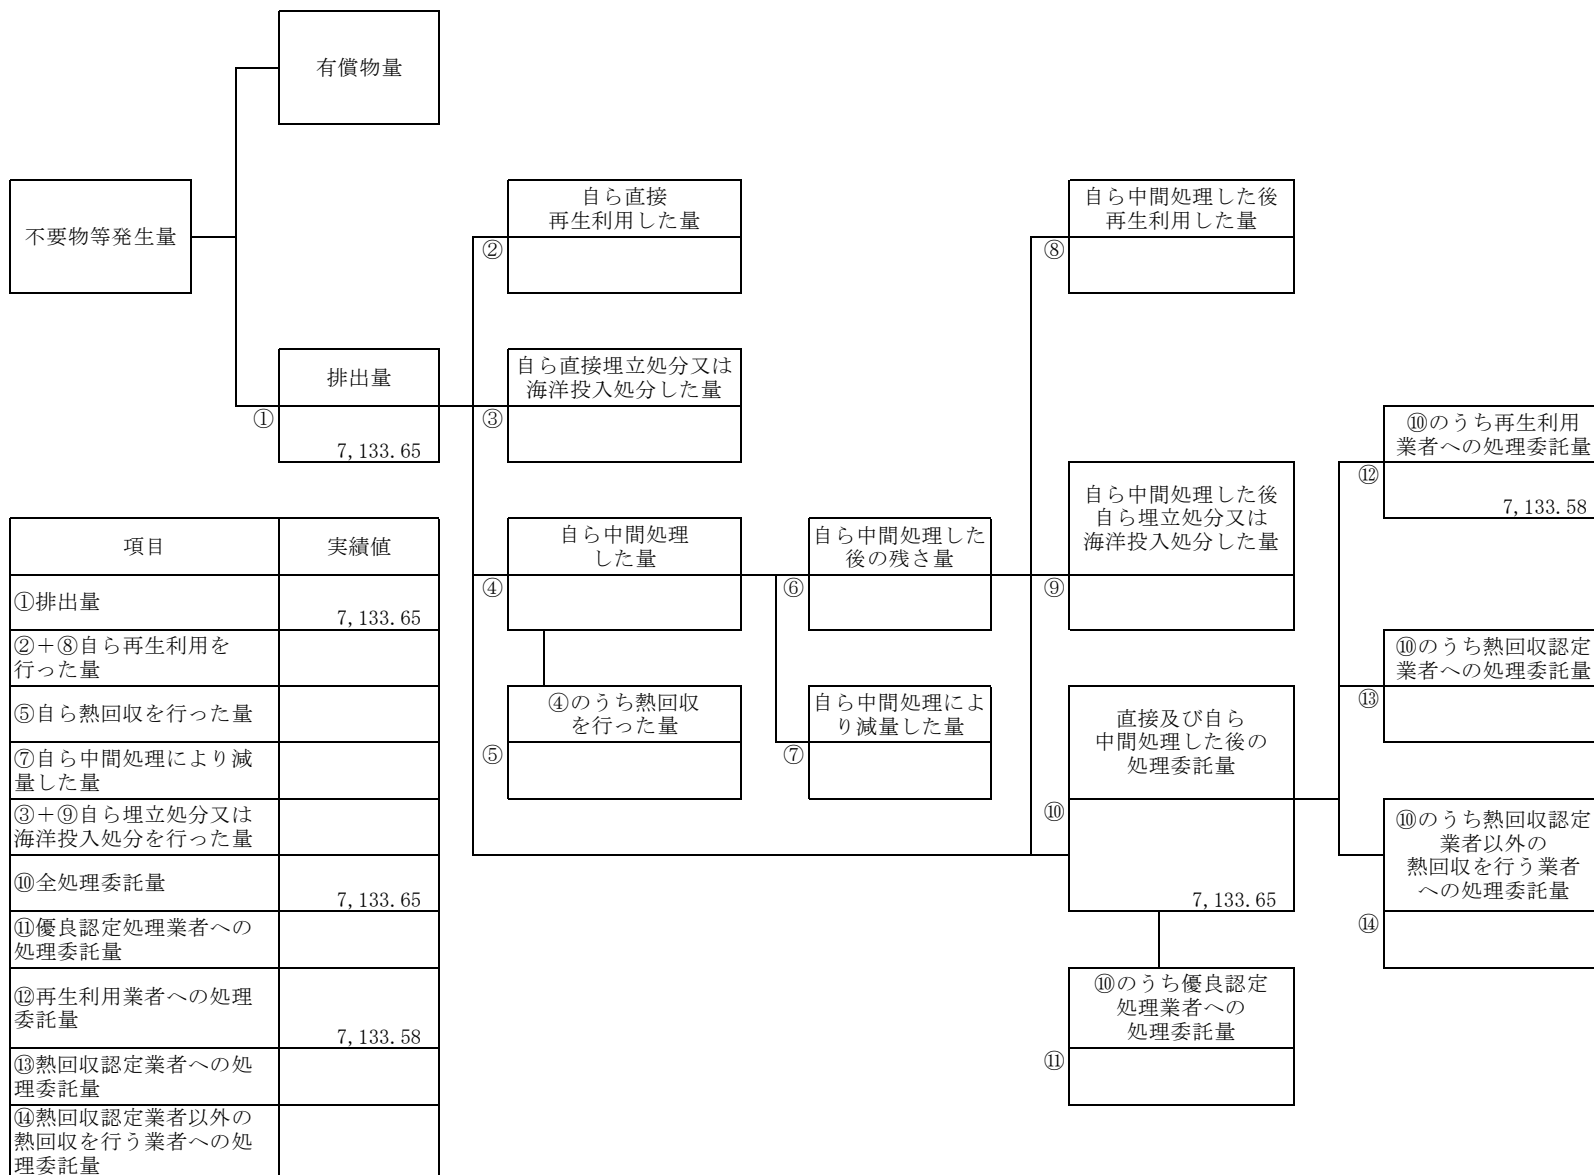 有償物量
不要物等発生量
自ら直接
再生利用した量
②
自ら中間処理した後
再生利用した量
⑧
排出量
①
7,133.65
自ら直接埋立処分又は
海洋投入処分した量
③
⑩のうち再生利用
業者への処理委託量
⑫
7,133.58
自ら中間処理
した量
④
自ら中間処理した
後の残さ量
⑥
自ら中間処理した後
自ら埋立処分又は
海洋投入処分した量
⑨
④のうち熱回収
を行った量
⑤
自ら中間処理によ
り減量した量
⑦
直接及び自ら
中間処理した後の
処理委託量
⑩
7,133.65
⑩のうち熱回収認定
業者への処理委託量
⑬
⑩のうち熱回収認定
業者以外の
熱回収を行う業者
への処理委託量
⑭
⑩のうち優良認定
処理業者への
処理委託量
⑪
項目 実績値
①排出量 7,133.65
②+⑧自ら再生利用を
行った量
⑤自ら熱回収を行った量
⑦自ら中間処理により減
量した量
③+⑨自ら埋立処分又は
海洋投入処分を行った量
⑩全処理委託量 7,133.65
⑪優良認定処理業者への
処理委託量
⑫再生利用業者への処理
委託量 7,133.58
⑬熱回収認定業者への処
理委託量
⑭熱回収認定業者以外の
熱回収を行う業者への処
理委託量